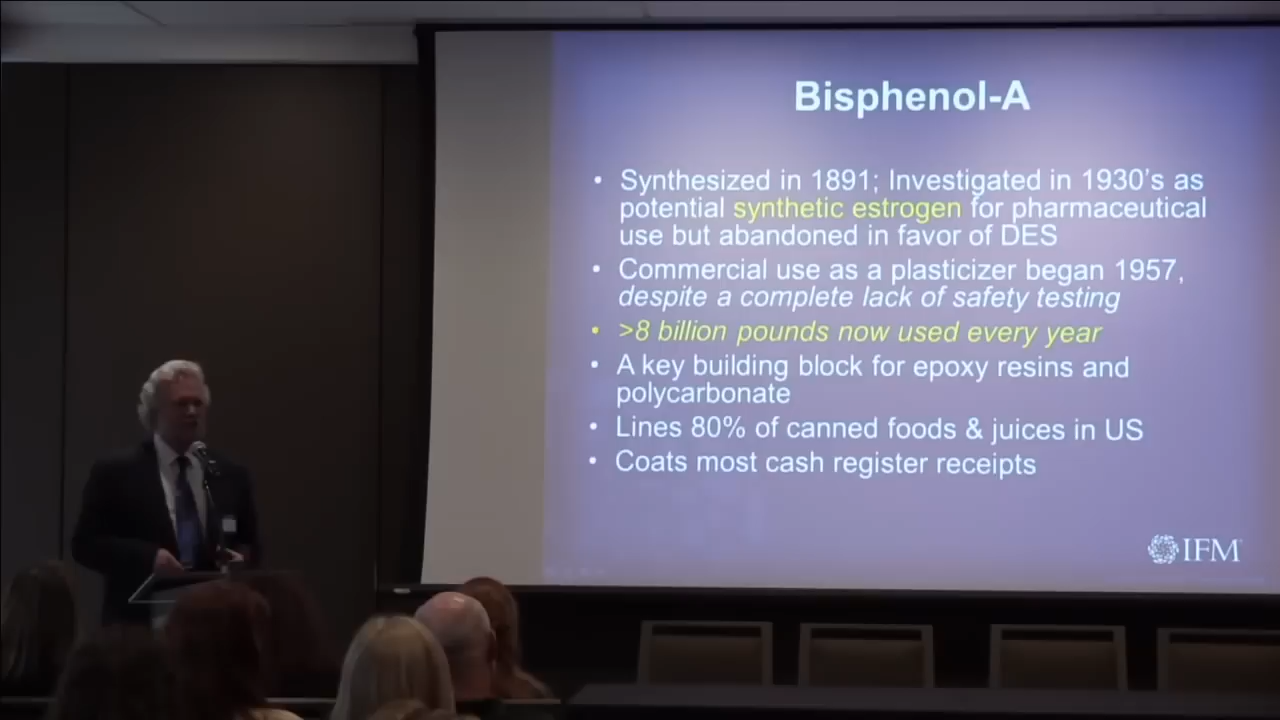 Bisphenol-A
• Synthesized in 1891; Investigated in 1930's as
potential synthetic estrogen for pharmaceutical
use but abandoned in favor of DES
• Commercial use as a plasticizer began 1957,
despite a complete lack of safety testing
• >8 billion pounds now used every year
• A key building block for epoxy resins and
polycarbonate
• Lines 80% of canned foods & juices in US
• Coats most cash register receipts
IFM